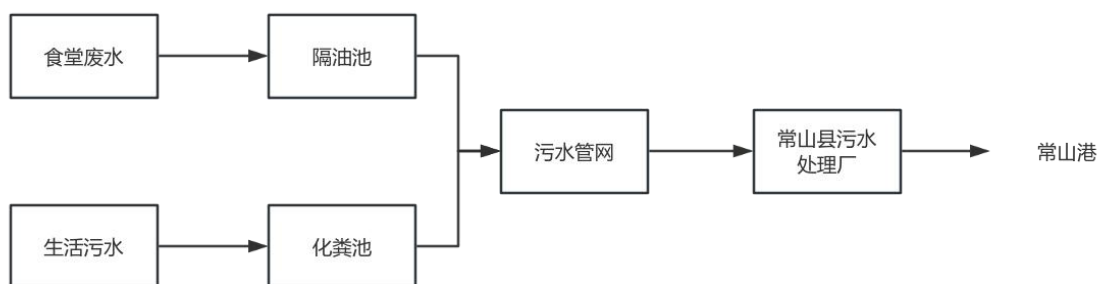 食堂废水
隔油池
污水管网
常山县污水
处理厂
常山港
生活污水
化粪池